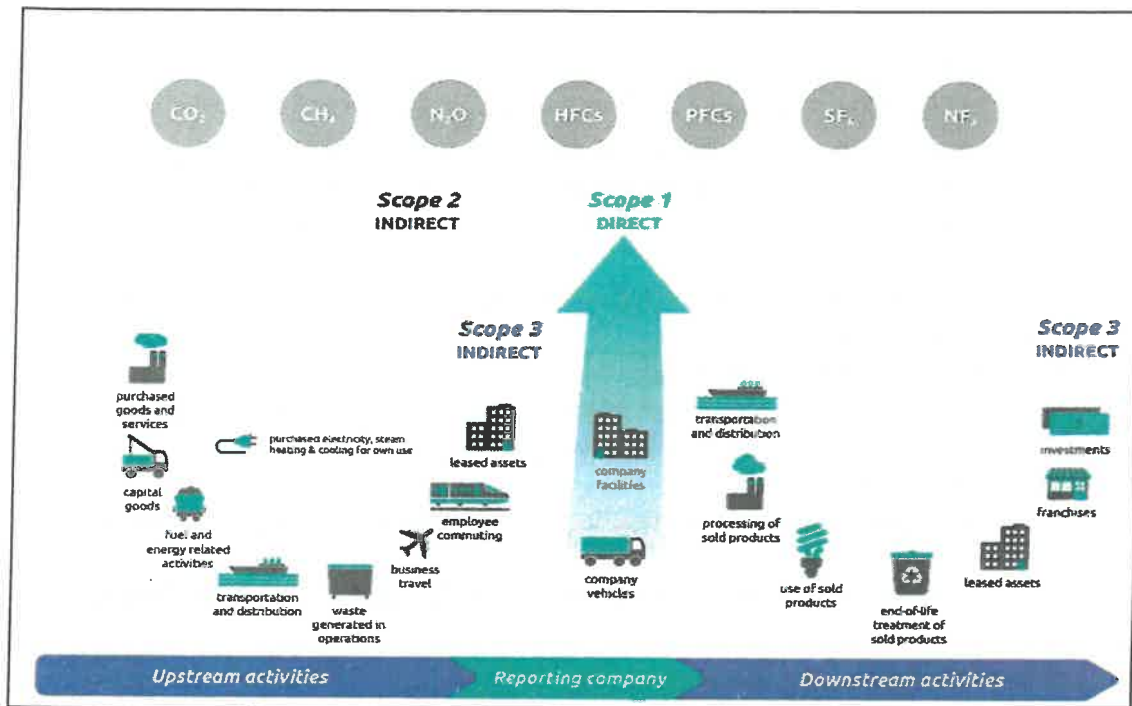 CO₂
CH₄
N₂O
HFCs
PFCs
SF₆
NF₃
Scope 2
INDIRECT
Scope 1
DIRECT
Scope 3
INDIRECT
Scope 3
INDIRECT
purchased
goods and
services
capital
goods
fuel and
energy related
activities
purchased electricity, steam
heating & cooling for own use
transportation
and distribution
waste
generated in
operations
business
travel
employee
commuting
leased assets
company
facilities
company
vehicles
transportation
and distribution
processing of
sold products
use of sold
products
end-of-life
treatment of
sold products
leased assets
franchises
investments
Upstream activities
Reporting company
Downstream activities